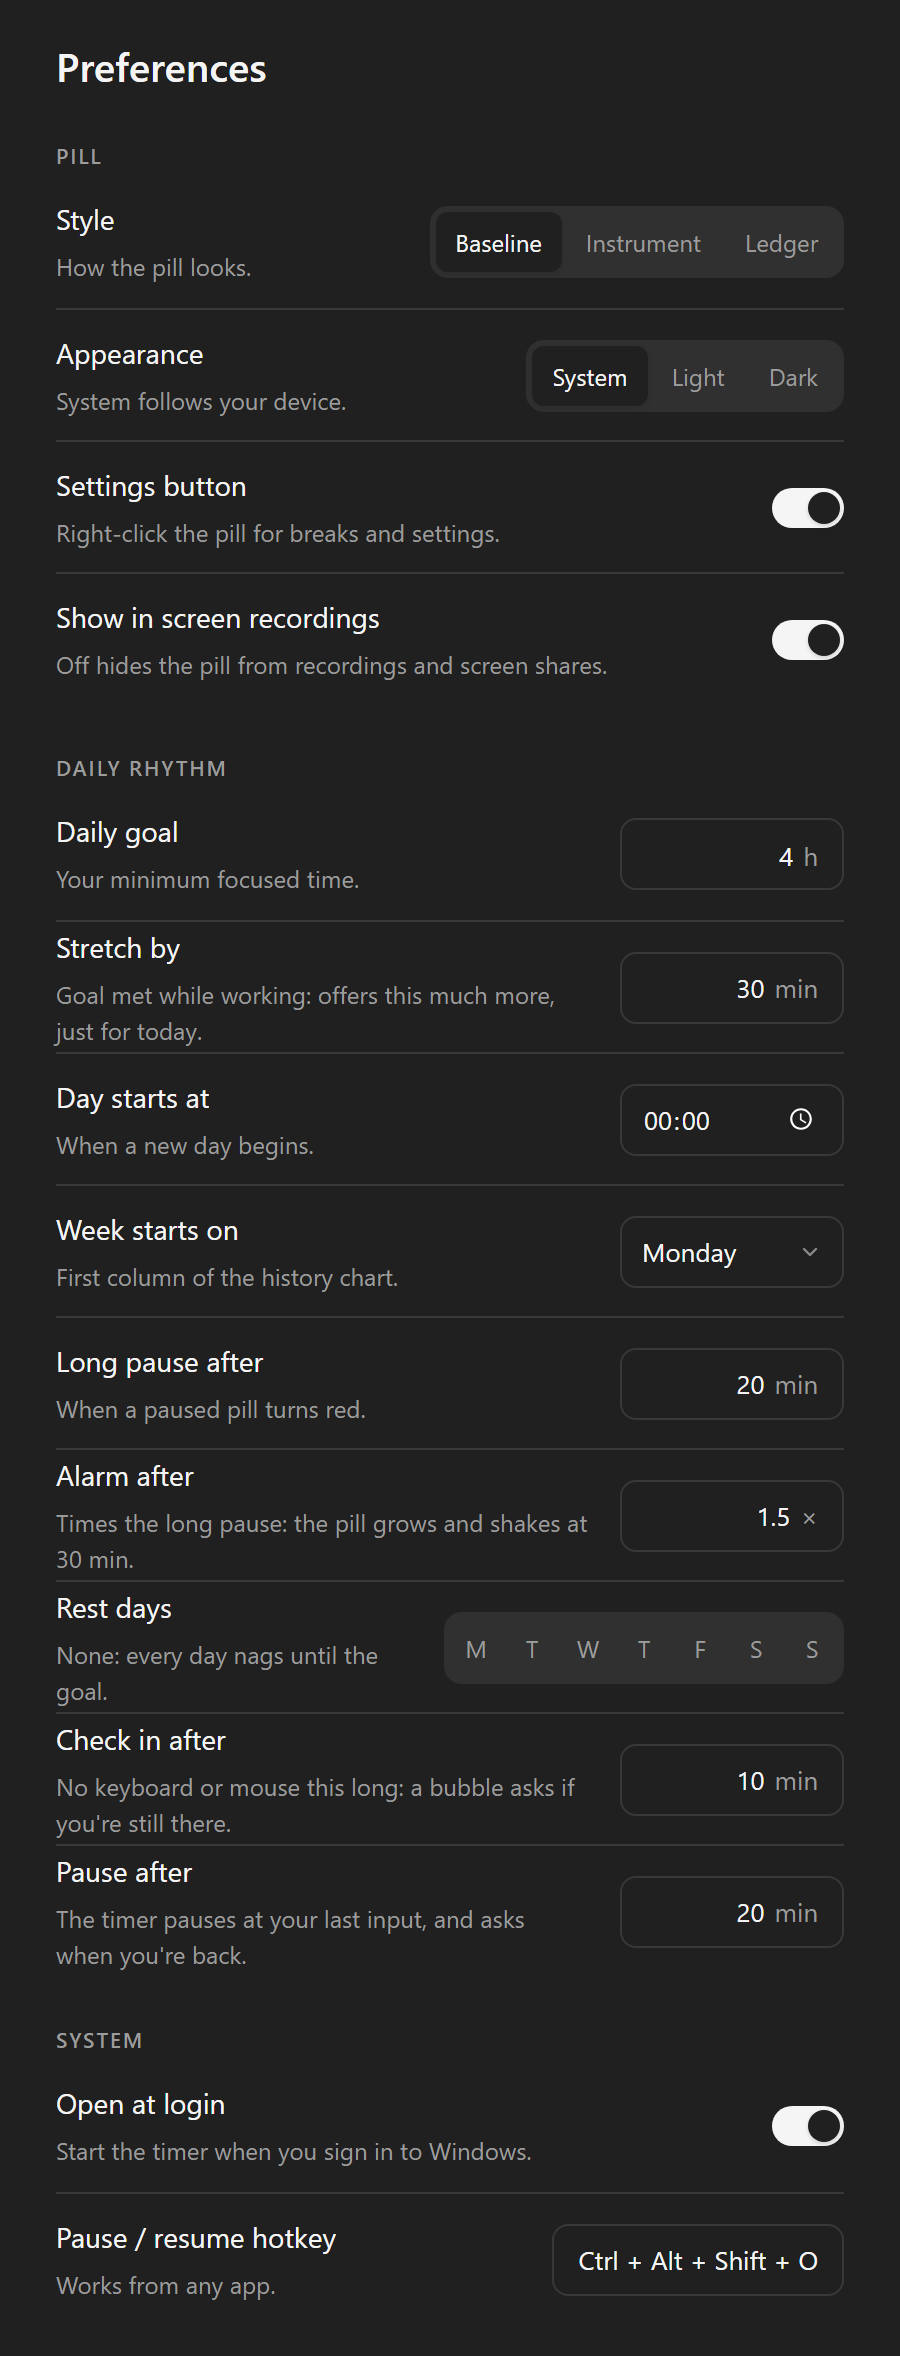 Preferences
PILL
Style
How the pill looks.
Baseline Instrument Ledger
Appearance
System follows your device.
System Light Dark
Settings button
Right-click the pill for breaks and settings.
Show in screen recordings
Off hides the pill from recordings and screen shares.
DAILY RHYTHM
Daily goal
Your minimum focused time.
4 h
Stretch by
Goal met while working: offers this much more,
just for today.
30 min
Day starts at
When a new day begins.
00:00
Week starts on
First column of the history chart.
Monday
Long pause after
When a paused pill turns red.
20 min
Alarm after
Times the long pause: the pill grows and shakes at
30 min.
1.5 ×
Rest days
None: every day nags until the
goal.
M T W T F S S
Check in after
No keyboard or mouse this long: a bubble asks if
you're still there.
10 min
Pause after
The timer pauses at your last input, and asks
when you're back.
20 min
SYSTEM
Open at login
Start the timer when you sign in to Windows.
Pause / resume hotkey
Works from any app.
Ctrl + Alt + Shift + O